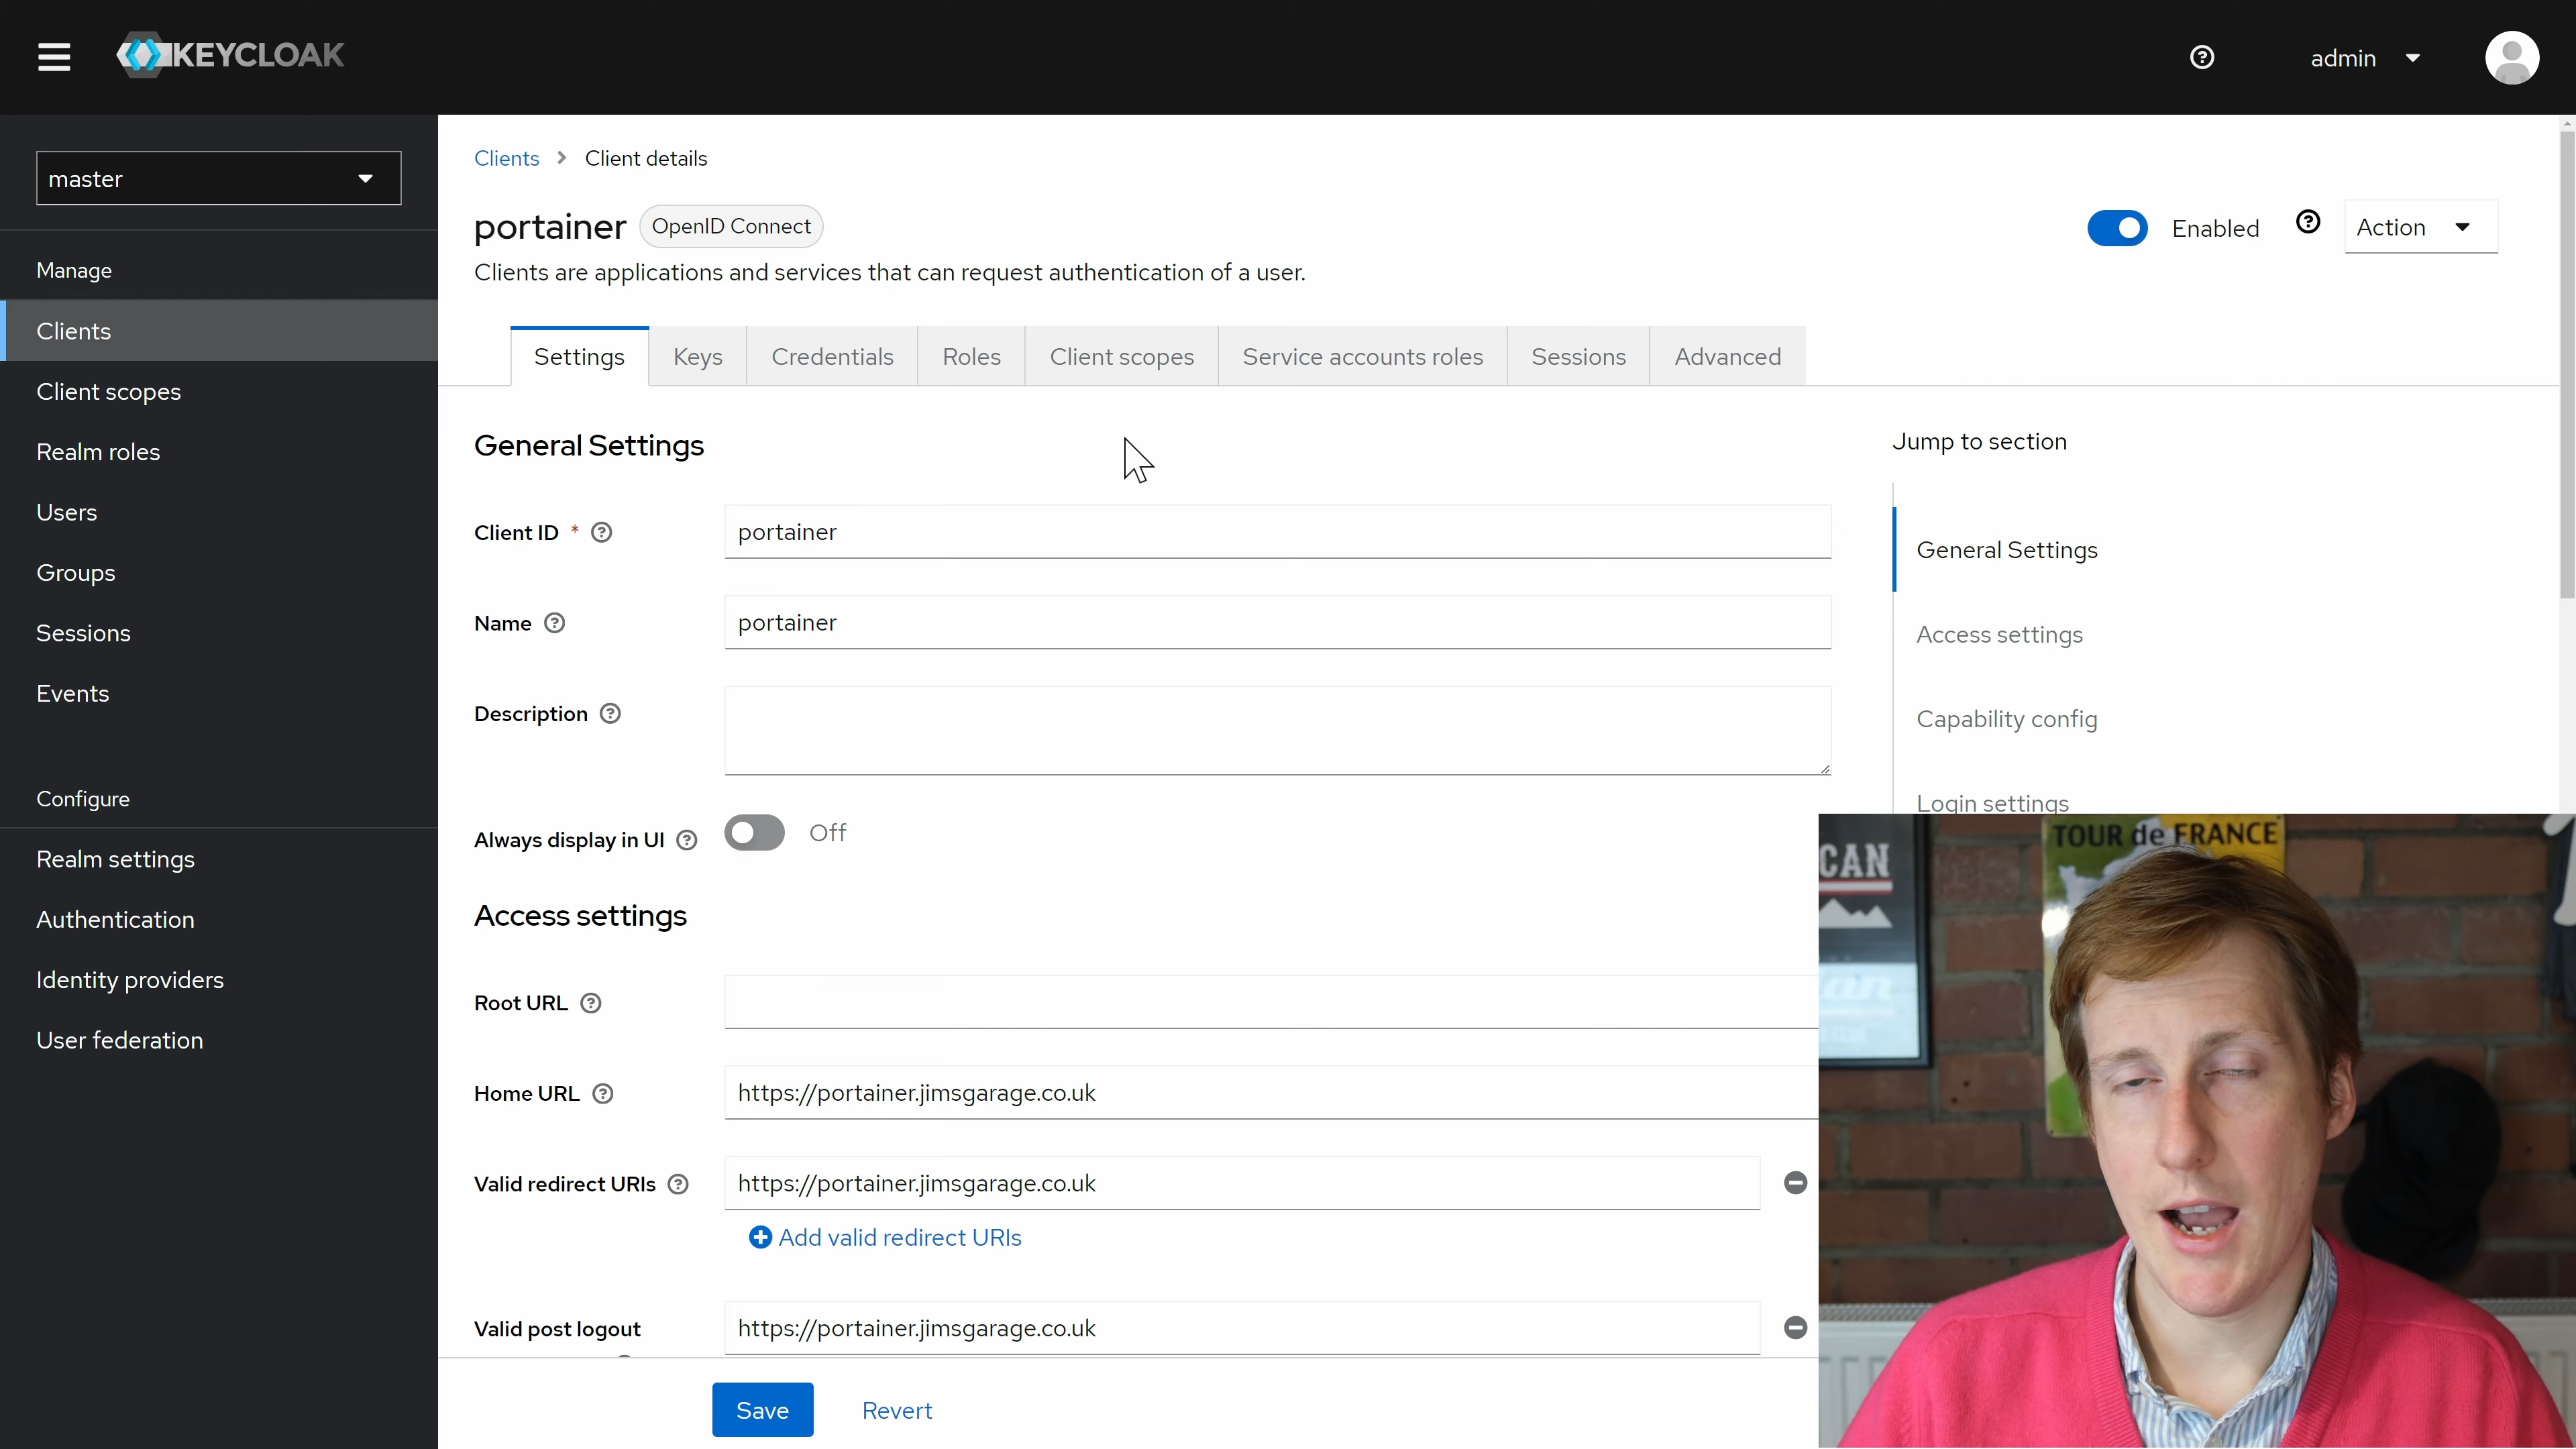 KEYCLOAK
admin
master
Manage
Clients
Client scopes
Realm roles
Users
Groups
Sessions
Events
Configure
Realm settings
Authentication
Identity providers
User federation
Clients > Client details
portainer OpenID Connect
Enabled
Action
Clients are applications and services that can request authentication of a user.
Settings Keys Credentials Roles Client scopes Service accounts roles Sessions Advanced
General Settings
Client ID * portainer
Name portainer
Description
Always display in UI Off
Access settings
Root URL
Home URL https://portainer.jimsgarage.co.uk
Valid redirect URIs https://portainer.jimsgarage.co.uk
Add valid redirect URIs
Valid post logout https://portainer.jimsgarage.co.uk
Save Revert
Jump to section
General Settings
Access settings
Capability config
Login settings
TOUR de FRANCE
CAN